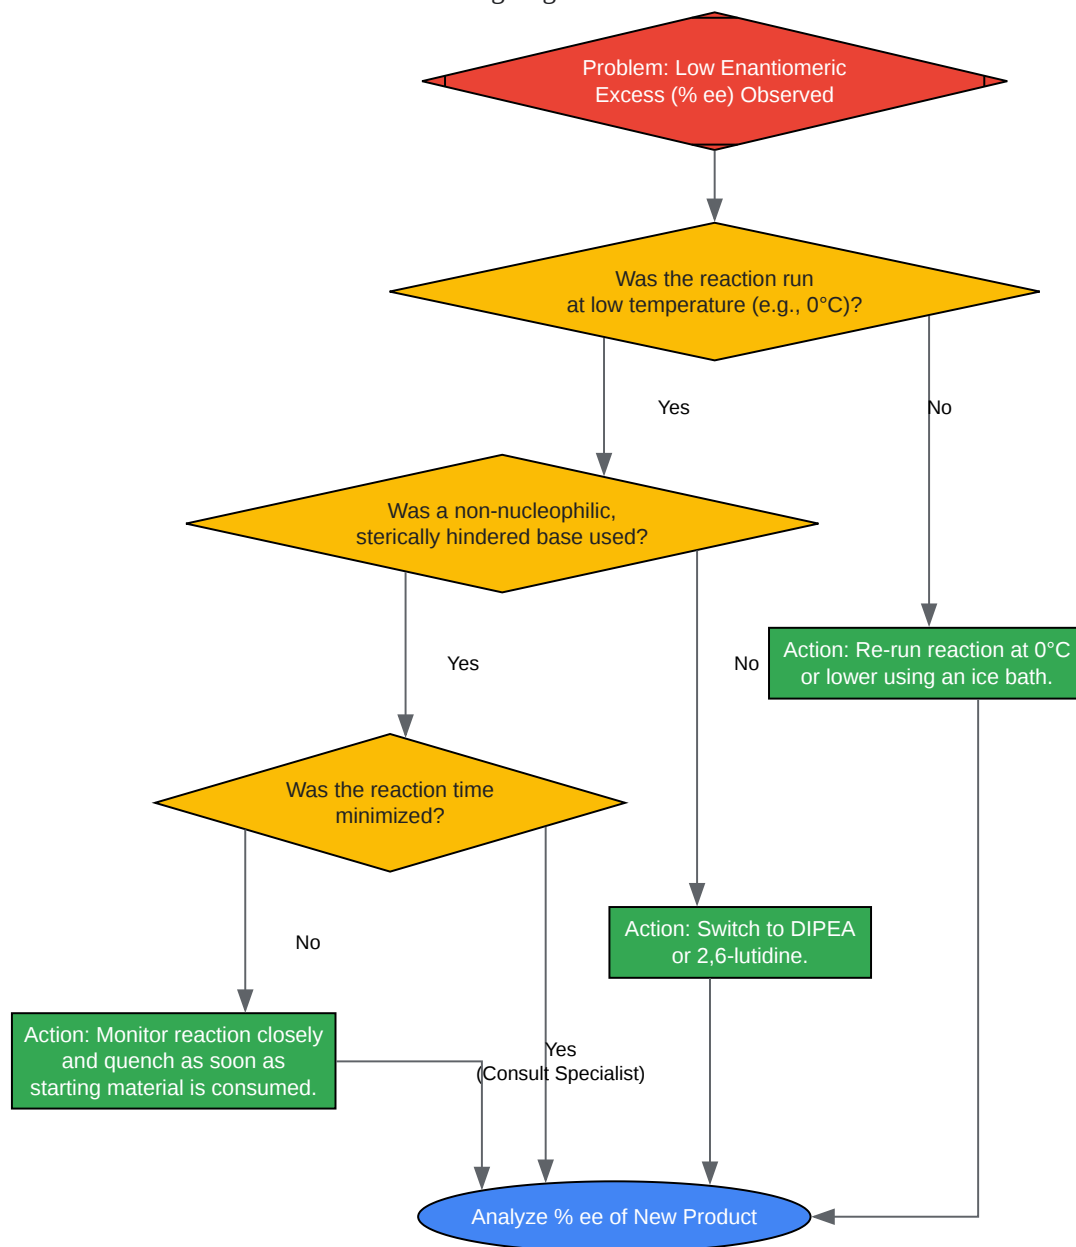 Problem: Low Enantiomeric
Excess (% ee) Observed
Was the reaction run
at low temperature (e.g., 0°C)?
Yes
No
Was a non-nucleophilic,
sterically hindered base used?
Yes
No
Action: Re-run reaction at 0°C
or lower using an ice bath.
Was the reaction time
minimized?
No
Action: Switch to DIPEA
or 2,6-lutidine.
Action: Monitor reaction closely
and quench as soon as
starting material is consumed.
Yes
(Consult Specialist)
Analyze % ee of New Product